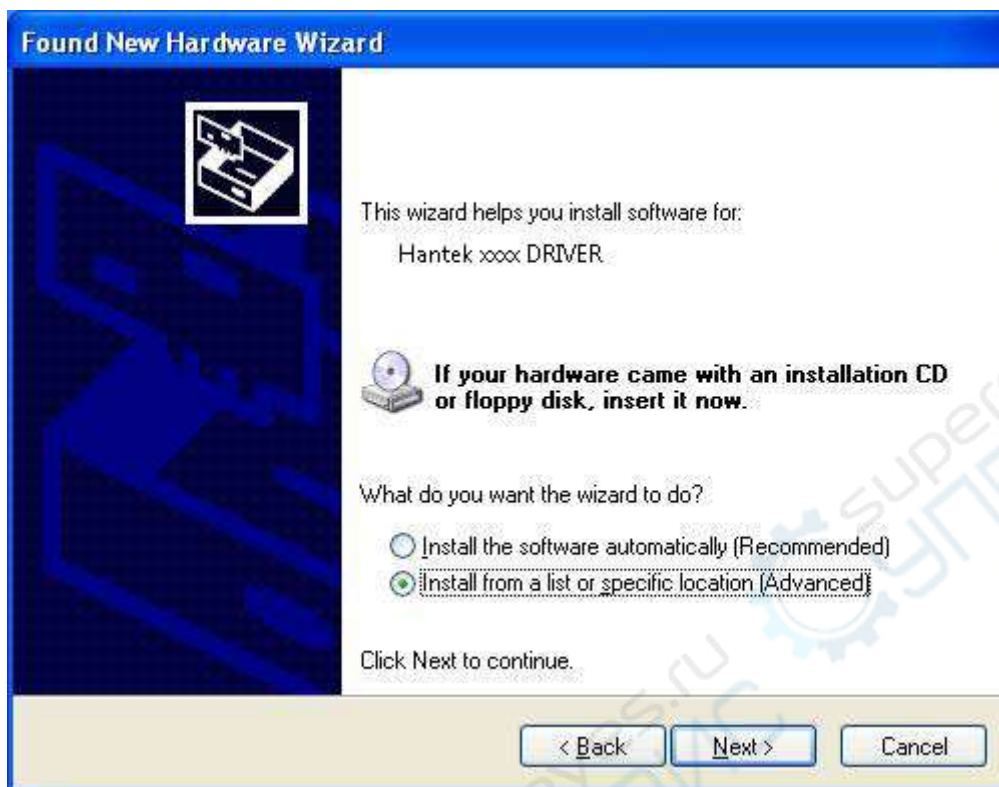 Found New Hardware Wizard
This wizard helps you install software for:
Hantek xxxx DRIVER
If your hardware came with an installation CD
or floppy disk, insert it now.
What do you want the wizard to do?
Install the software automatically (Recommended)
Install from a list or specific location (Advanced)
Click Next to continue.
< Back Next > Cancel